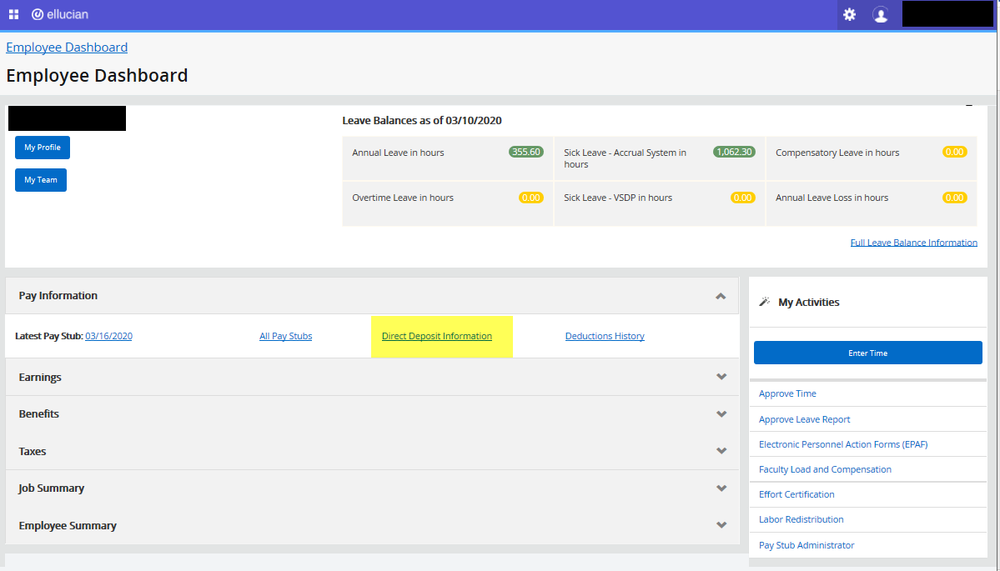 ellucian
Employee Dashboard
Employee Dashboard
My Profile
My Team
Leave Balances as of 03/10/2020
Annual Leave in hours 355.60
Sick Leave - Accrual System in
hours
1,062.30
Compensatory Leave in hours 0.00
Overtime Leave in hours 0.00
Sick Leave - VSDP in hours 0.00
Annual Leave Loss in hours 0.00
Full Leave Balance Information
Pay Information
Latest Pay Stub: 03/16/2020 All Pay Stubs Direct Deposit Information Deductions History
Earnings
Benefits
Taxes
Job Summary
Employee Summary
My Activities
Enter Time
Approve Time
Approve Leave Report
Electronic Personnel Action Forms (EPAF)
Faculty Load and Compensation
Effort Certification
Labor Redistribution
Pay Stub Administrator